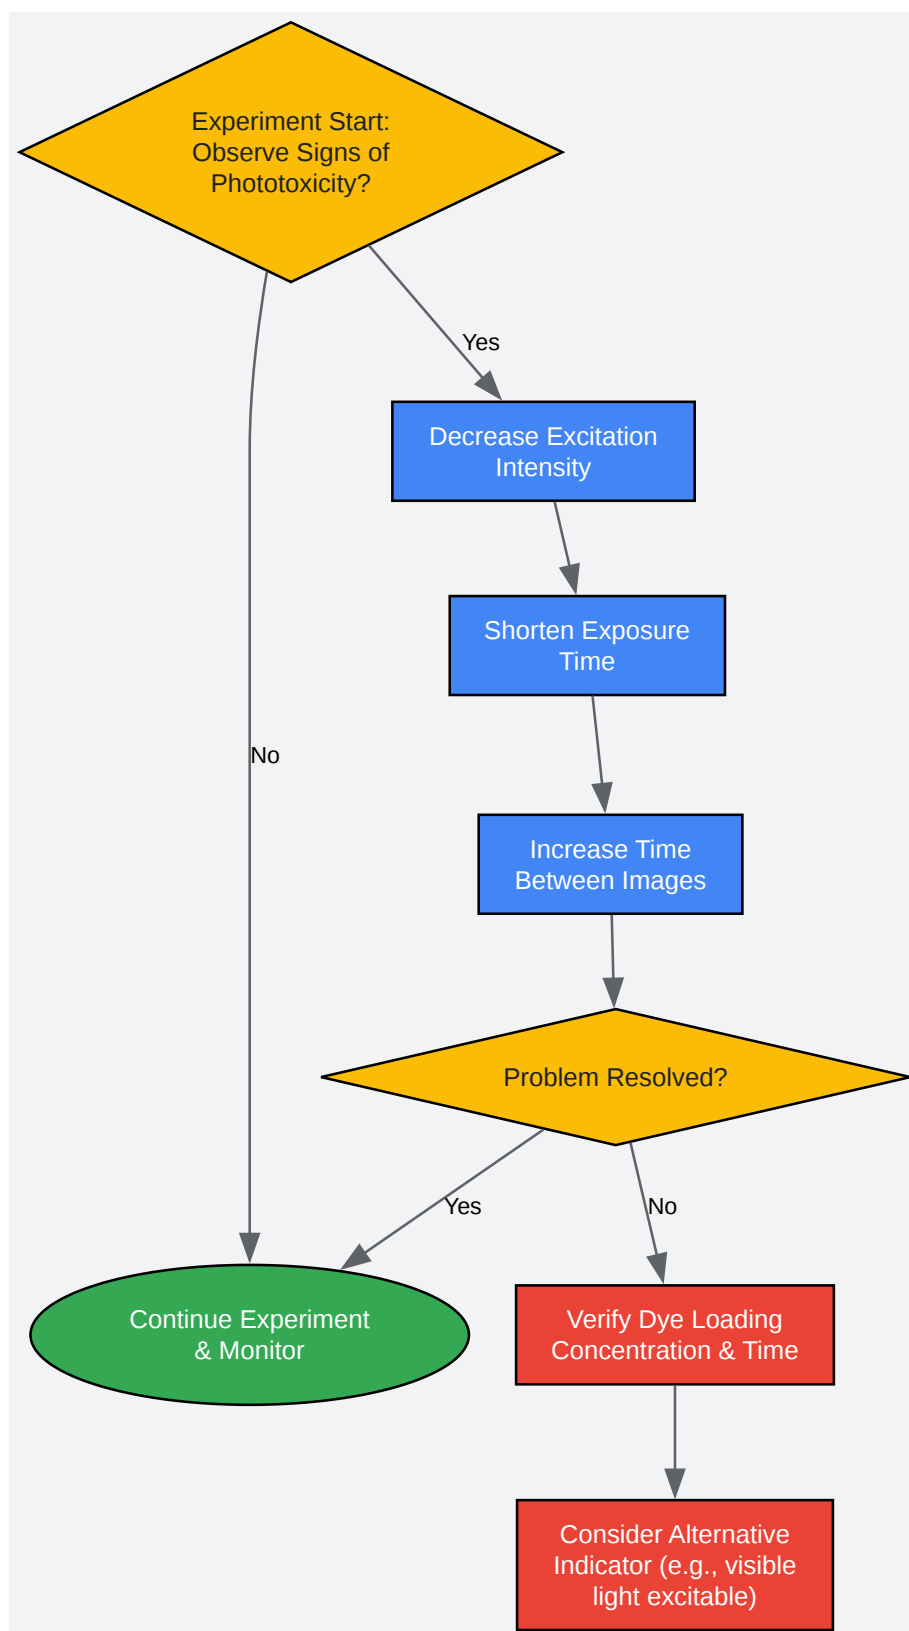 Experiment Start:
Observe Signs of
Phototoxicity?
Yes
Decrease Excitation
Intensity
Shorten Exposure
Time
No
Increase Time
Between Images
Problem Resolved?
Yes
No
Continue Experiment
& Monitor
Verify Dye Loading
Concentration & Time
Consider Alternative
Indicator (e.g., visible
light excitable)